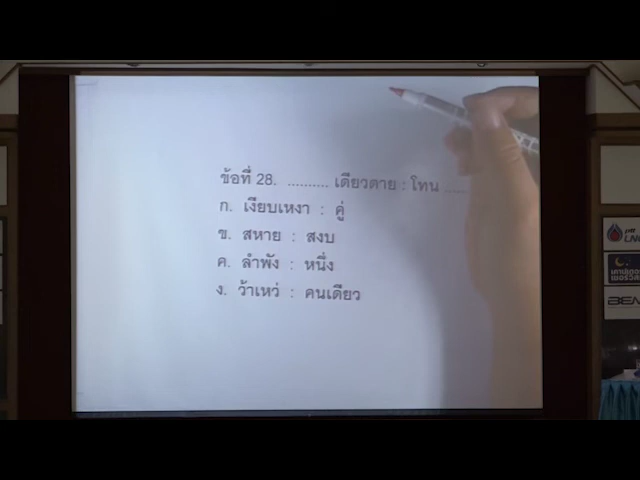 ข้อที่ 28. .......... เดียวดาย : โทน ......
ก. เงียบเหงา : คู่
ข. สหาย : สงบ
ค. ลำพัง : หนึ่ง
ง. ว้าเหว่ : คนเดียว